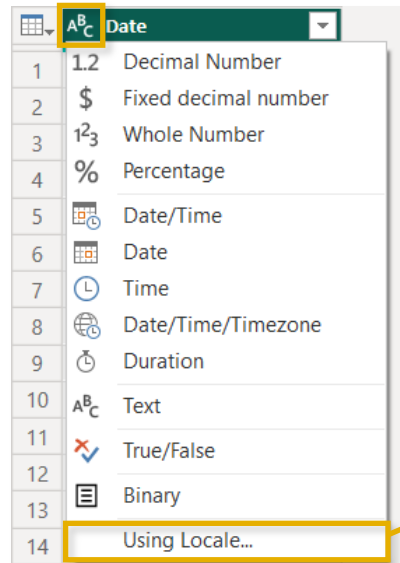 ABC Date
1 1.2 Decimal Number
2 $ Fixed decimal number
3 123 Whole Number
4 % Percentage
5 Date/Time
6 Date
7 Time
8 Date/Time/Timezone
9 Duration
10 ABC Text
11 True/False
12
13 Binary
14 Using Locale...